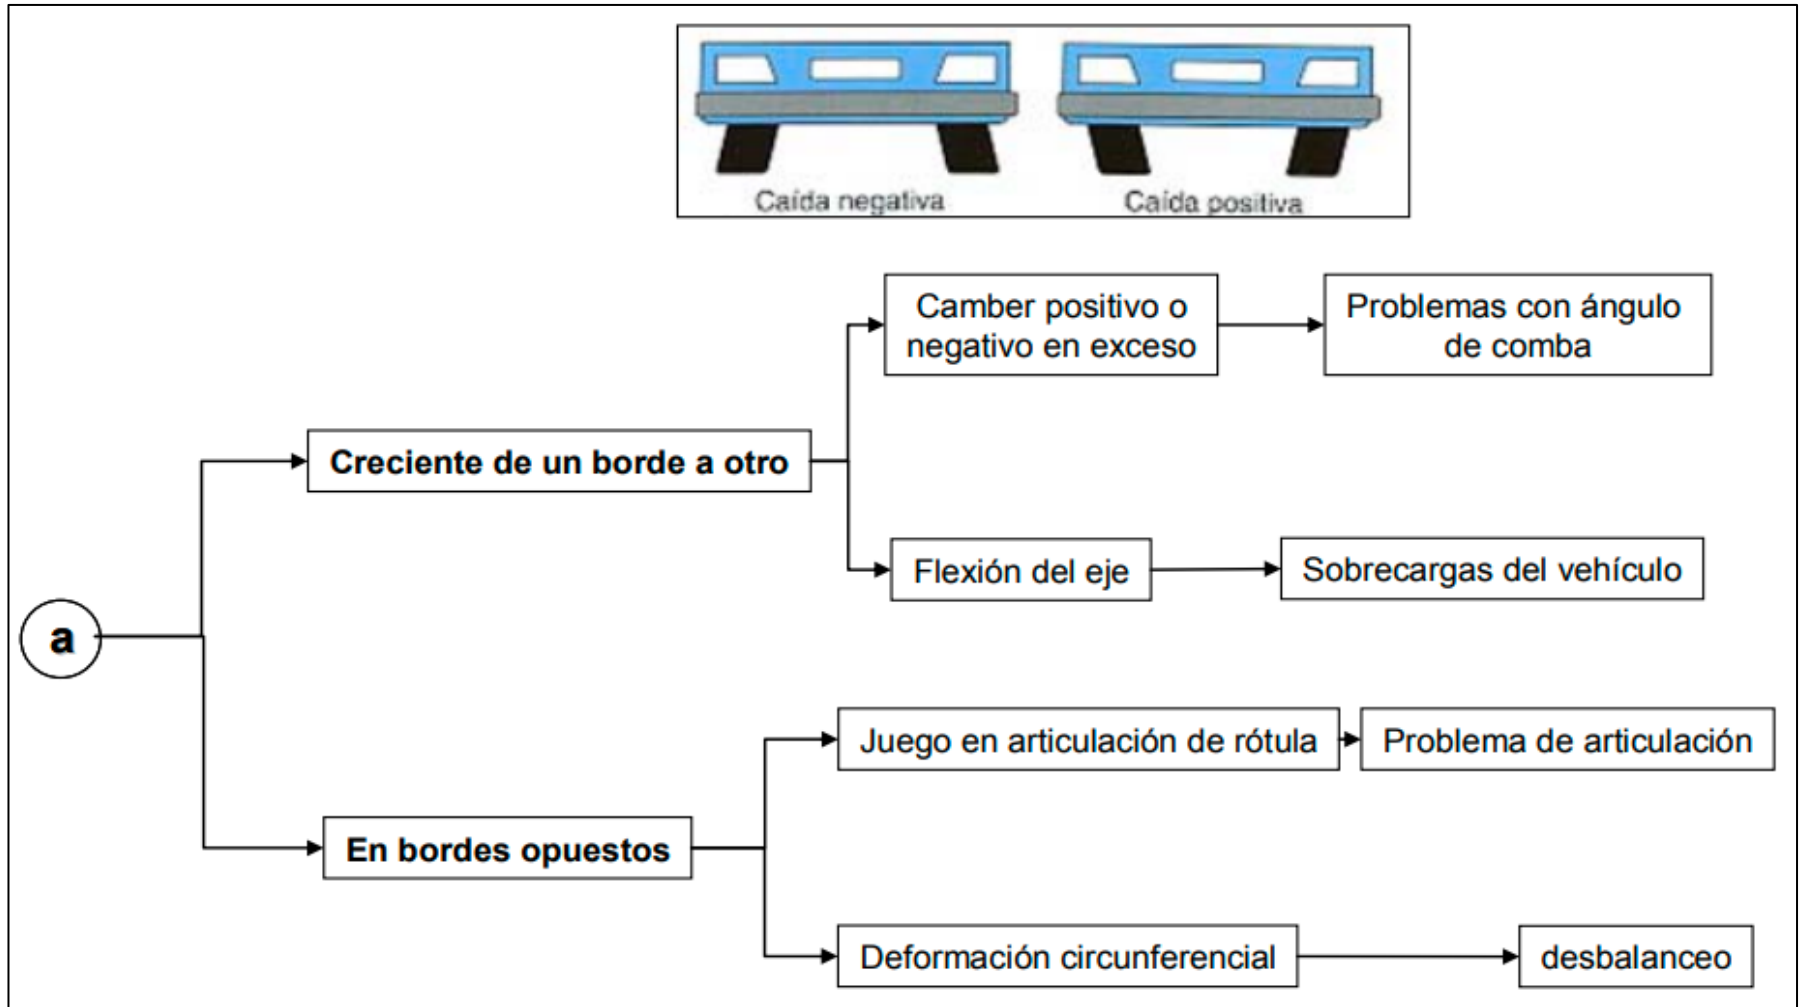 Caída negativa
Caída positiva
Camber positivo o
negativo en exceso
Problemas con ángulo
de comba
Creciente de un borde a otro
Flexión del eje
Sobrecargas del vehículo
a
Juego en articulación de rótula
Problema de articulación
En bordes opuestos
Deformación circunferencial
desbalanceo